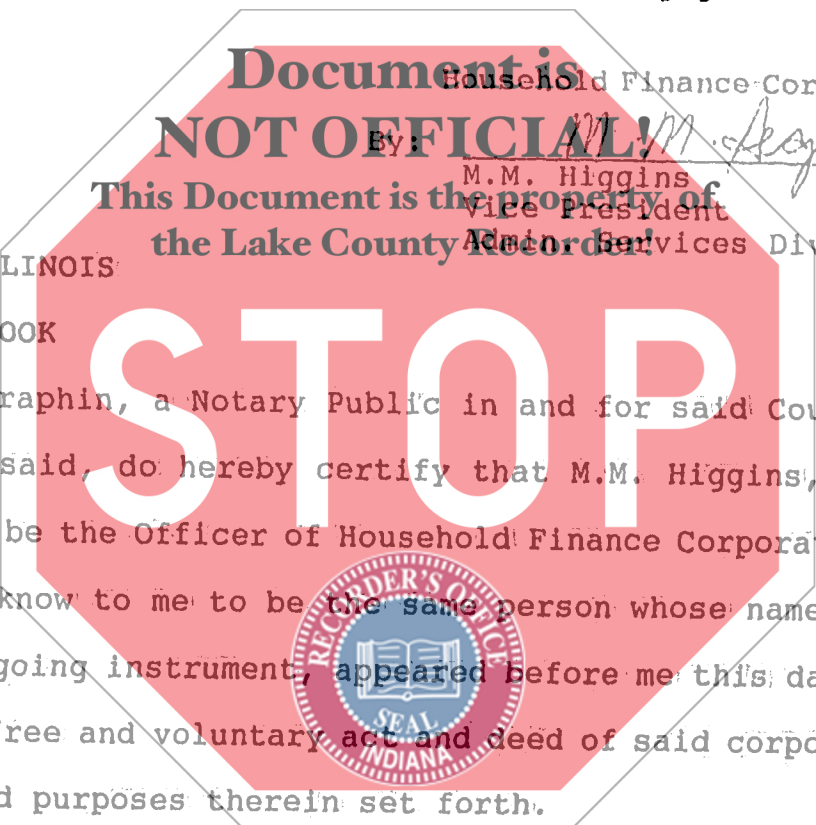 Document is
NOT OFFICIAL!
This Document is the property of
the Lake County Recorder!
STOP
Household Finance Cor
By:
M.M. Higgins
Vice President
Admin. Services Div
LINOIS
OOK
raphin, a Notary Public in and for said Cou
said, do hereby certify that M.M. Higgins,
be the Officer of Household Finance Corpora
know to me to be the same person whose name
going instrument, appeared before me this da
ree and voluntary act and deed of said corpo
d purposes therein set forth.
RECORDER'S OFFICE
SEAL
INDIANA